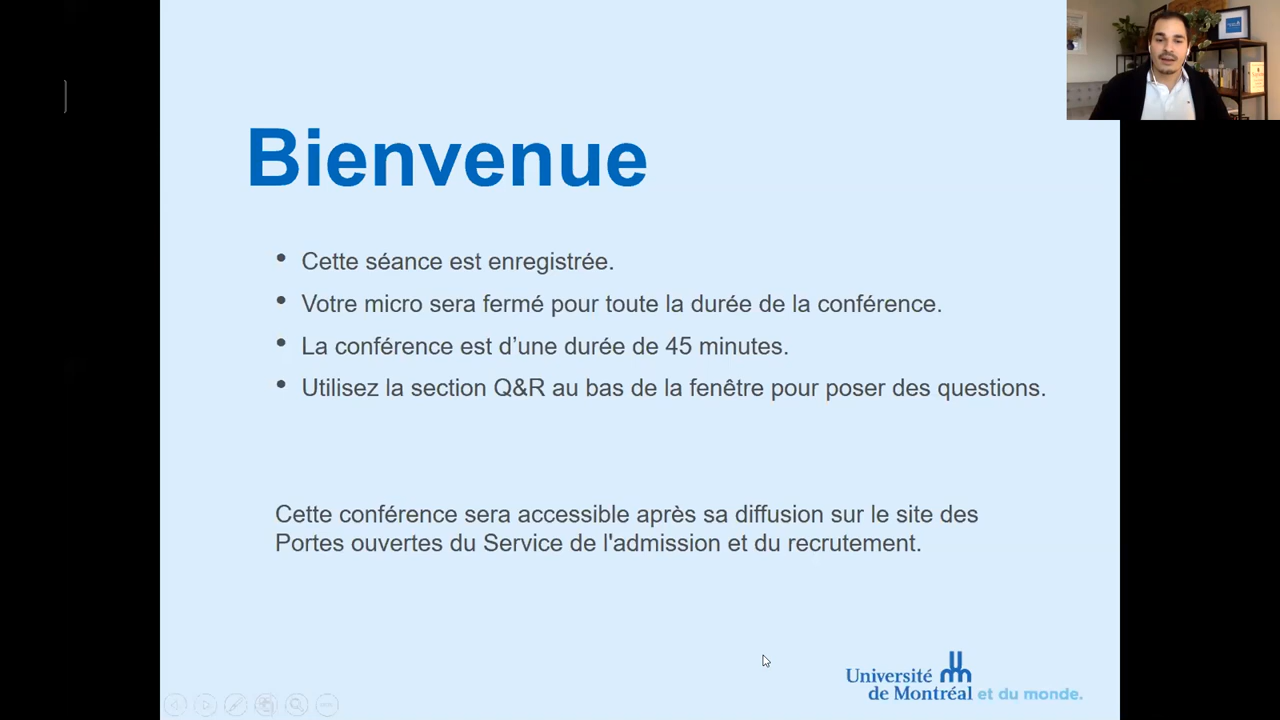 Bienvenue
• Cette séance est enregistrée.
• Votre micro sera fermé pour toute la durée de la conférence.
• La conférence est d’une durée de 45 minutes.
• Utilisez la section Q&R au bas de la fenêtre pour poser des questions.
Cette conférence sera accessible après sa diffusion sur le site des
Portes ouvertes du Service de l'admission et du recrutement.
Université
de Montréal et du monde.